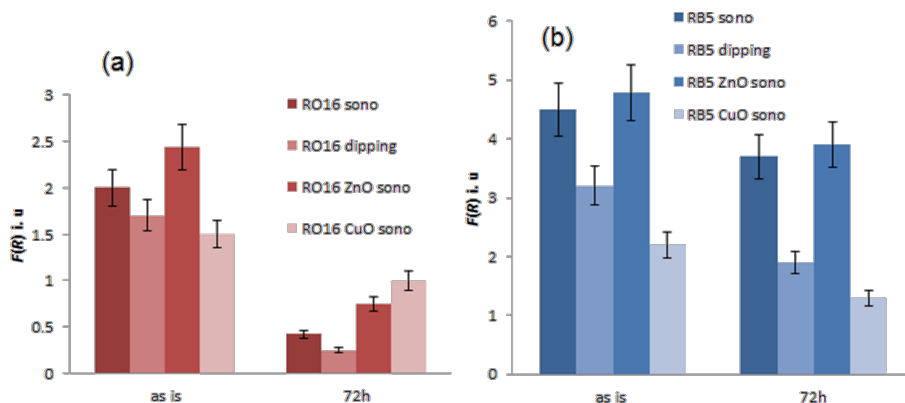 (a)
3
2.5
2
1.5
1
0.5
0
F(R) i. u
RO16 sono
RO16 dipping
RO16 ZnO sono
RO16 CuO sono
as is
72h
(b)
6
5
4
3
2
1
0
F(R) i. u
RB5 sono
RB5 dipping
RB5 ZnO sono
RB5 CuO sono
as is
72h